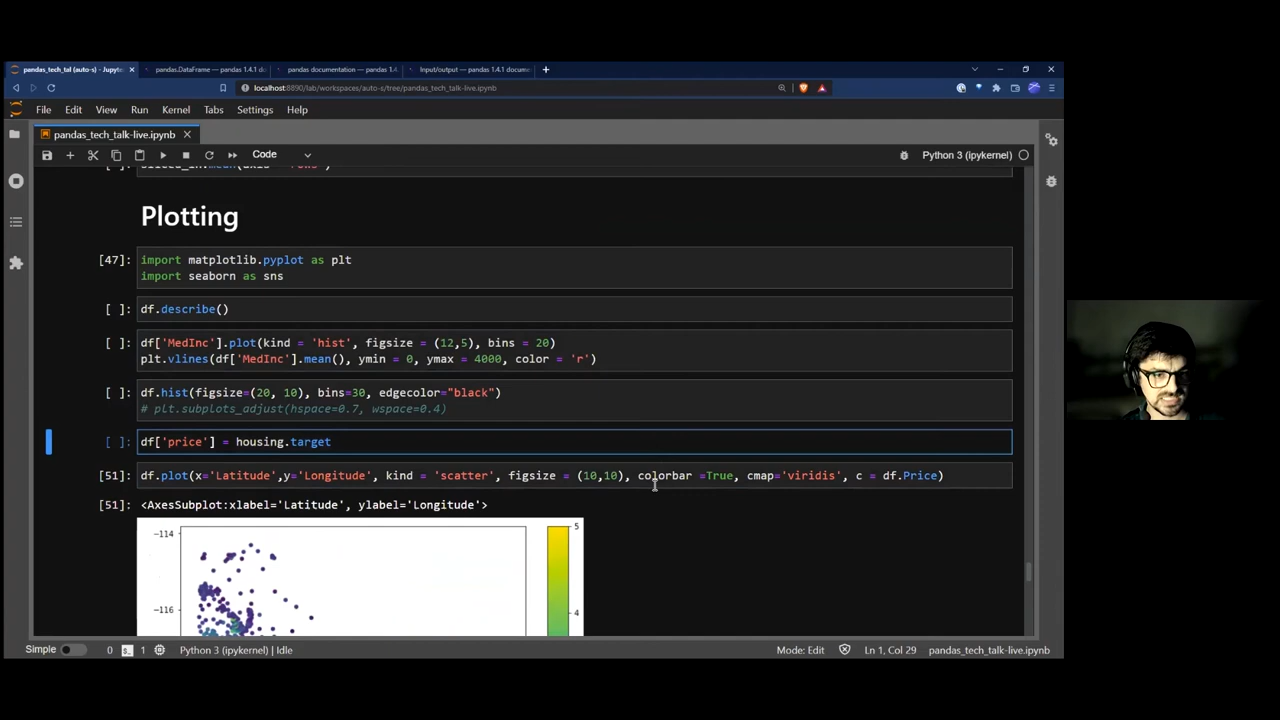 pandas_tech_tal (auto-s) - Jupyte
pandas.DataFrame — pandas 1.4.1 do
pandas documentation — pandas 1.4.
Input/output — pandas 1.4.1 docume
localhost:8890/lab/workspaces/auto-s/tree/pandas_tech_talk-live.ipynb
File Edit View Run Kernel Tabs Settings Help
pandas_tech_talk-live.ipynb
Code
Python 3 (ipykernel)
Plotting
[47]: import matplotlib.pyplot as plt
import seaborn as sns
[ ]: df.describe()
[ ]: df['MedInc'].plot(kind = 'hist', figsize = (12,5), bins = 20)
plt.vlines(df['MedInc'].mean(), ymin = 0, ymax = 4000, color = 'r')
[ ]: df.hist(figsize=(20, 10), bins=30, edgecolor="black")
# plt.subplots_adjust(hspace=0.7, wspace=0.4)
[ ]: df['price'] = housing.target
[51]: df.plot(x='Latitude',y='Longitude', kind = 'scatter', figsize = (10,10), colorbar =True, cmap='viridis', c = df.Price)
[51]: <AxesSubplot:xlabel='Latitude', ylabel='Longitude'>
−114
5
−116
4
Simple 0 1 Python 3 (ipykernel) | Idle
Mode: Edit Ln 1, Col 29 pandas_tech_talk-live.ipynb